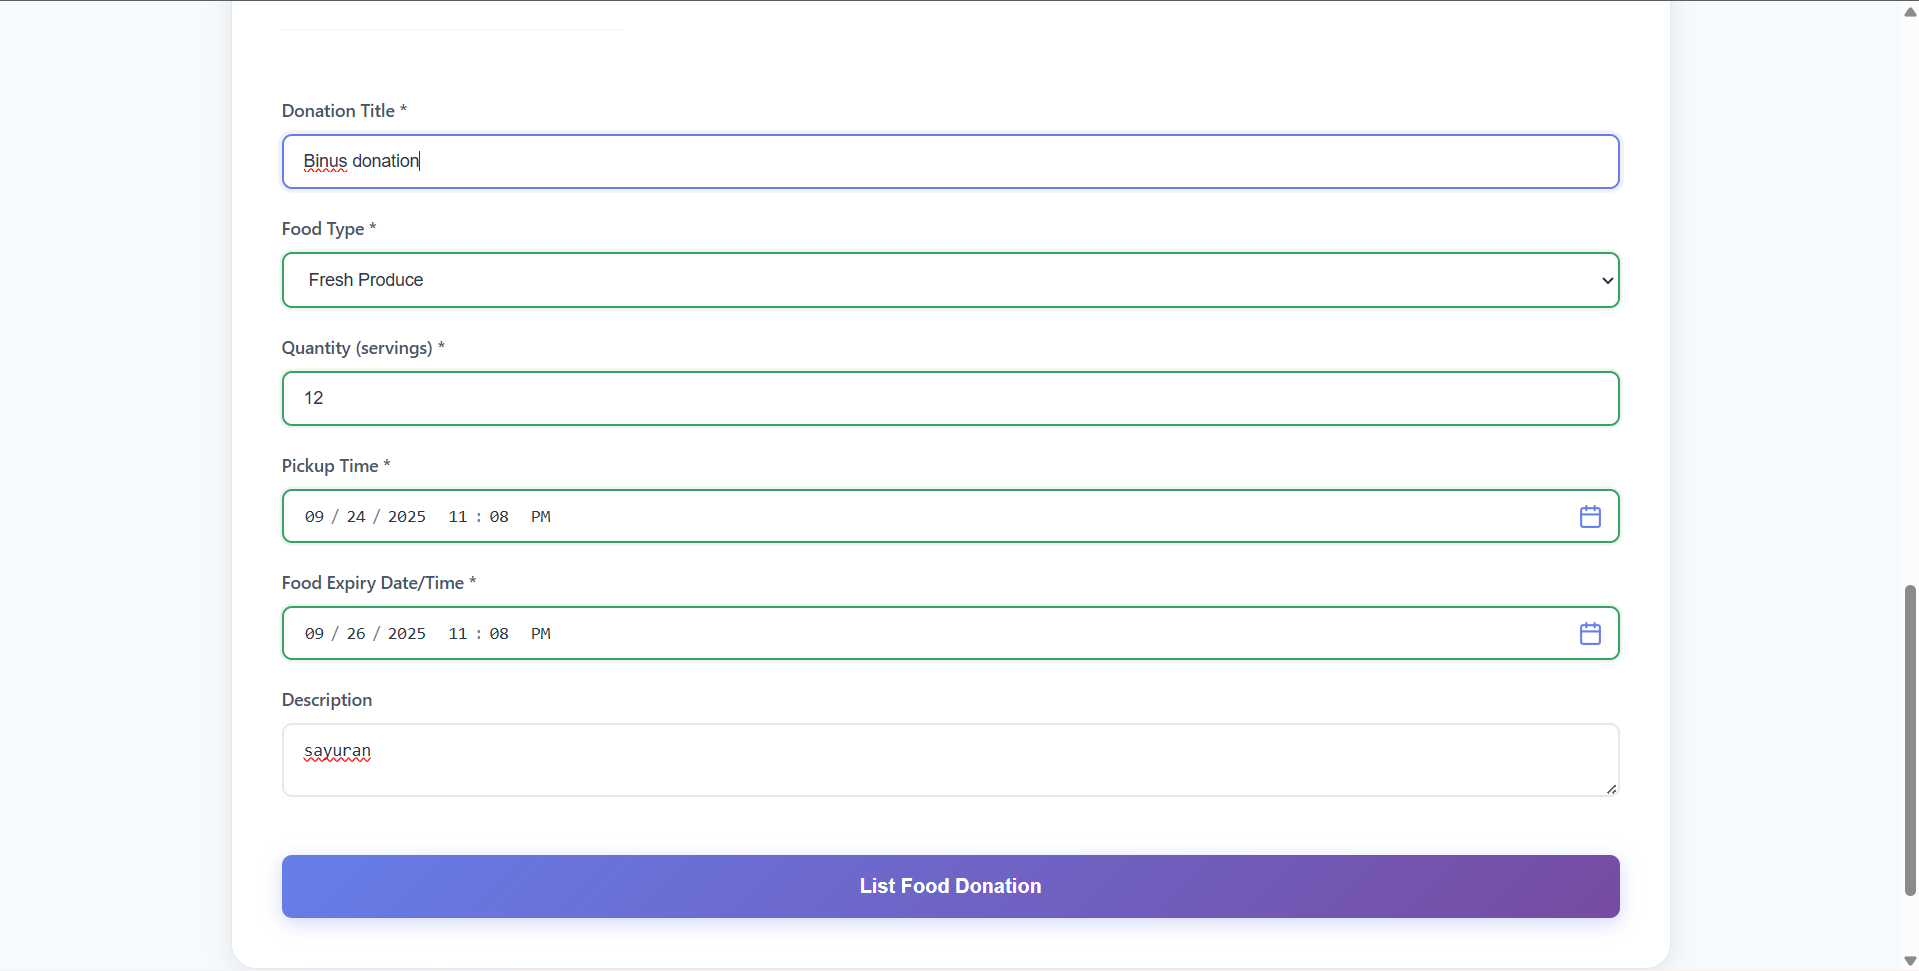 Donation Title *
Binus donation
Food Type *
Fresh Produce
Quantity (servings) *
12
Pickup Time *
09 / 24 / 2025 11 : 08 PM
Food Expiry Date/Time *
09 / 26 / 2025 11 : 08 PM
Description
sayuran
List Food Donation